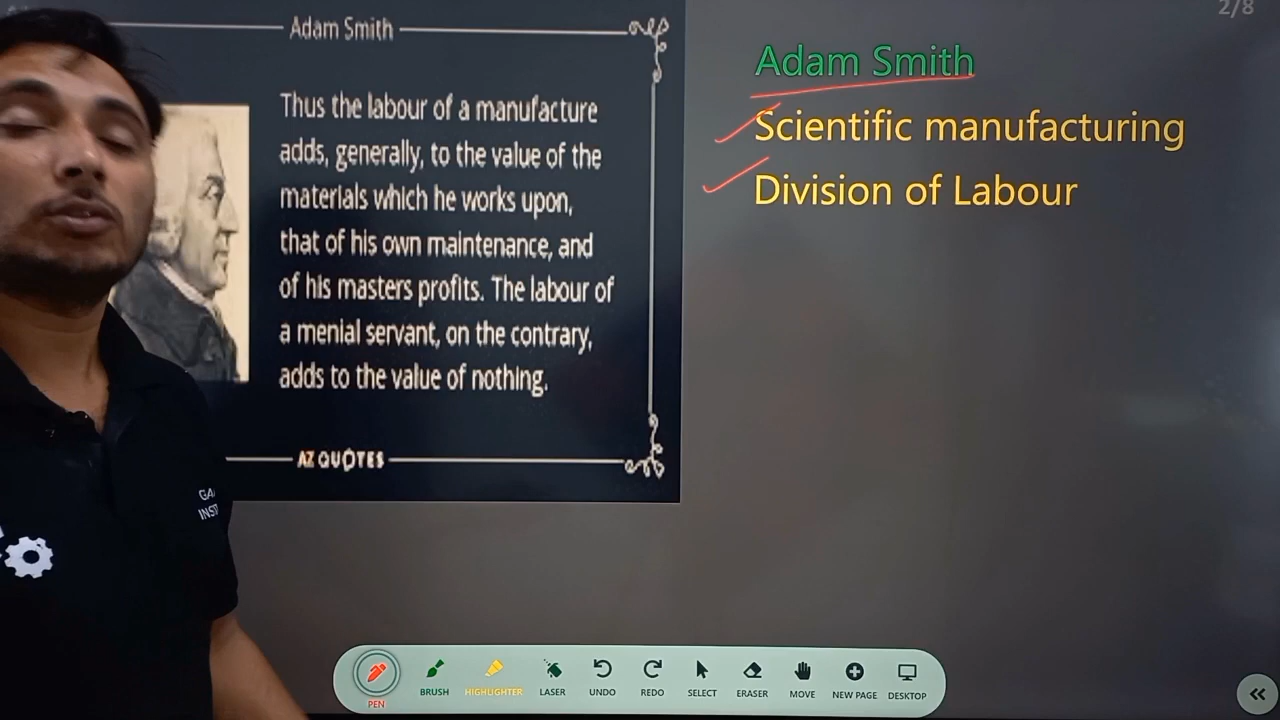 2/8
Adam Smith
Thus the labour of a manufacture
adds, generally, to the value of the
materials which he works upon,
that of his own maintenance, and
of his masters profits. The labour of
a menial servant, on the contrary,
adds to the value of nothing.
AZ QUOTES
Adam Smith
Scientific manufacturing
Division of Labour
GA
INST
PEN
BRUSH
HIGHLIGHTER
LASER
UNDO
REDO
SELECT
ERASER
MOVE
NEW PAGE
DESKTOP